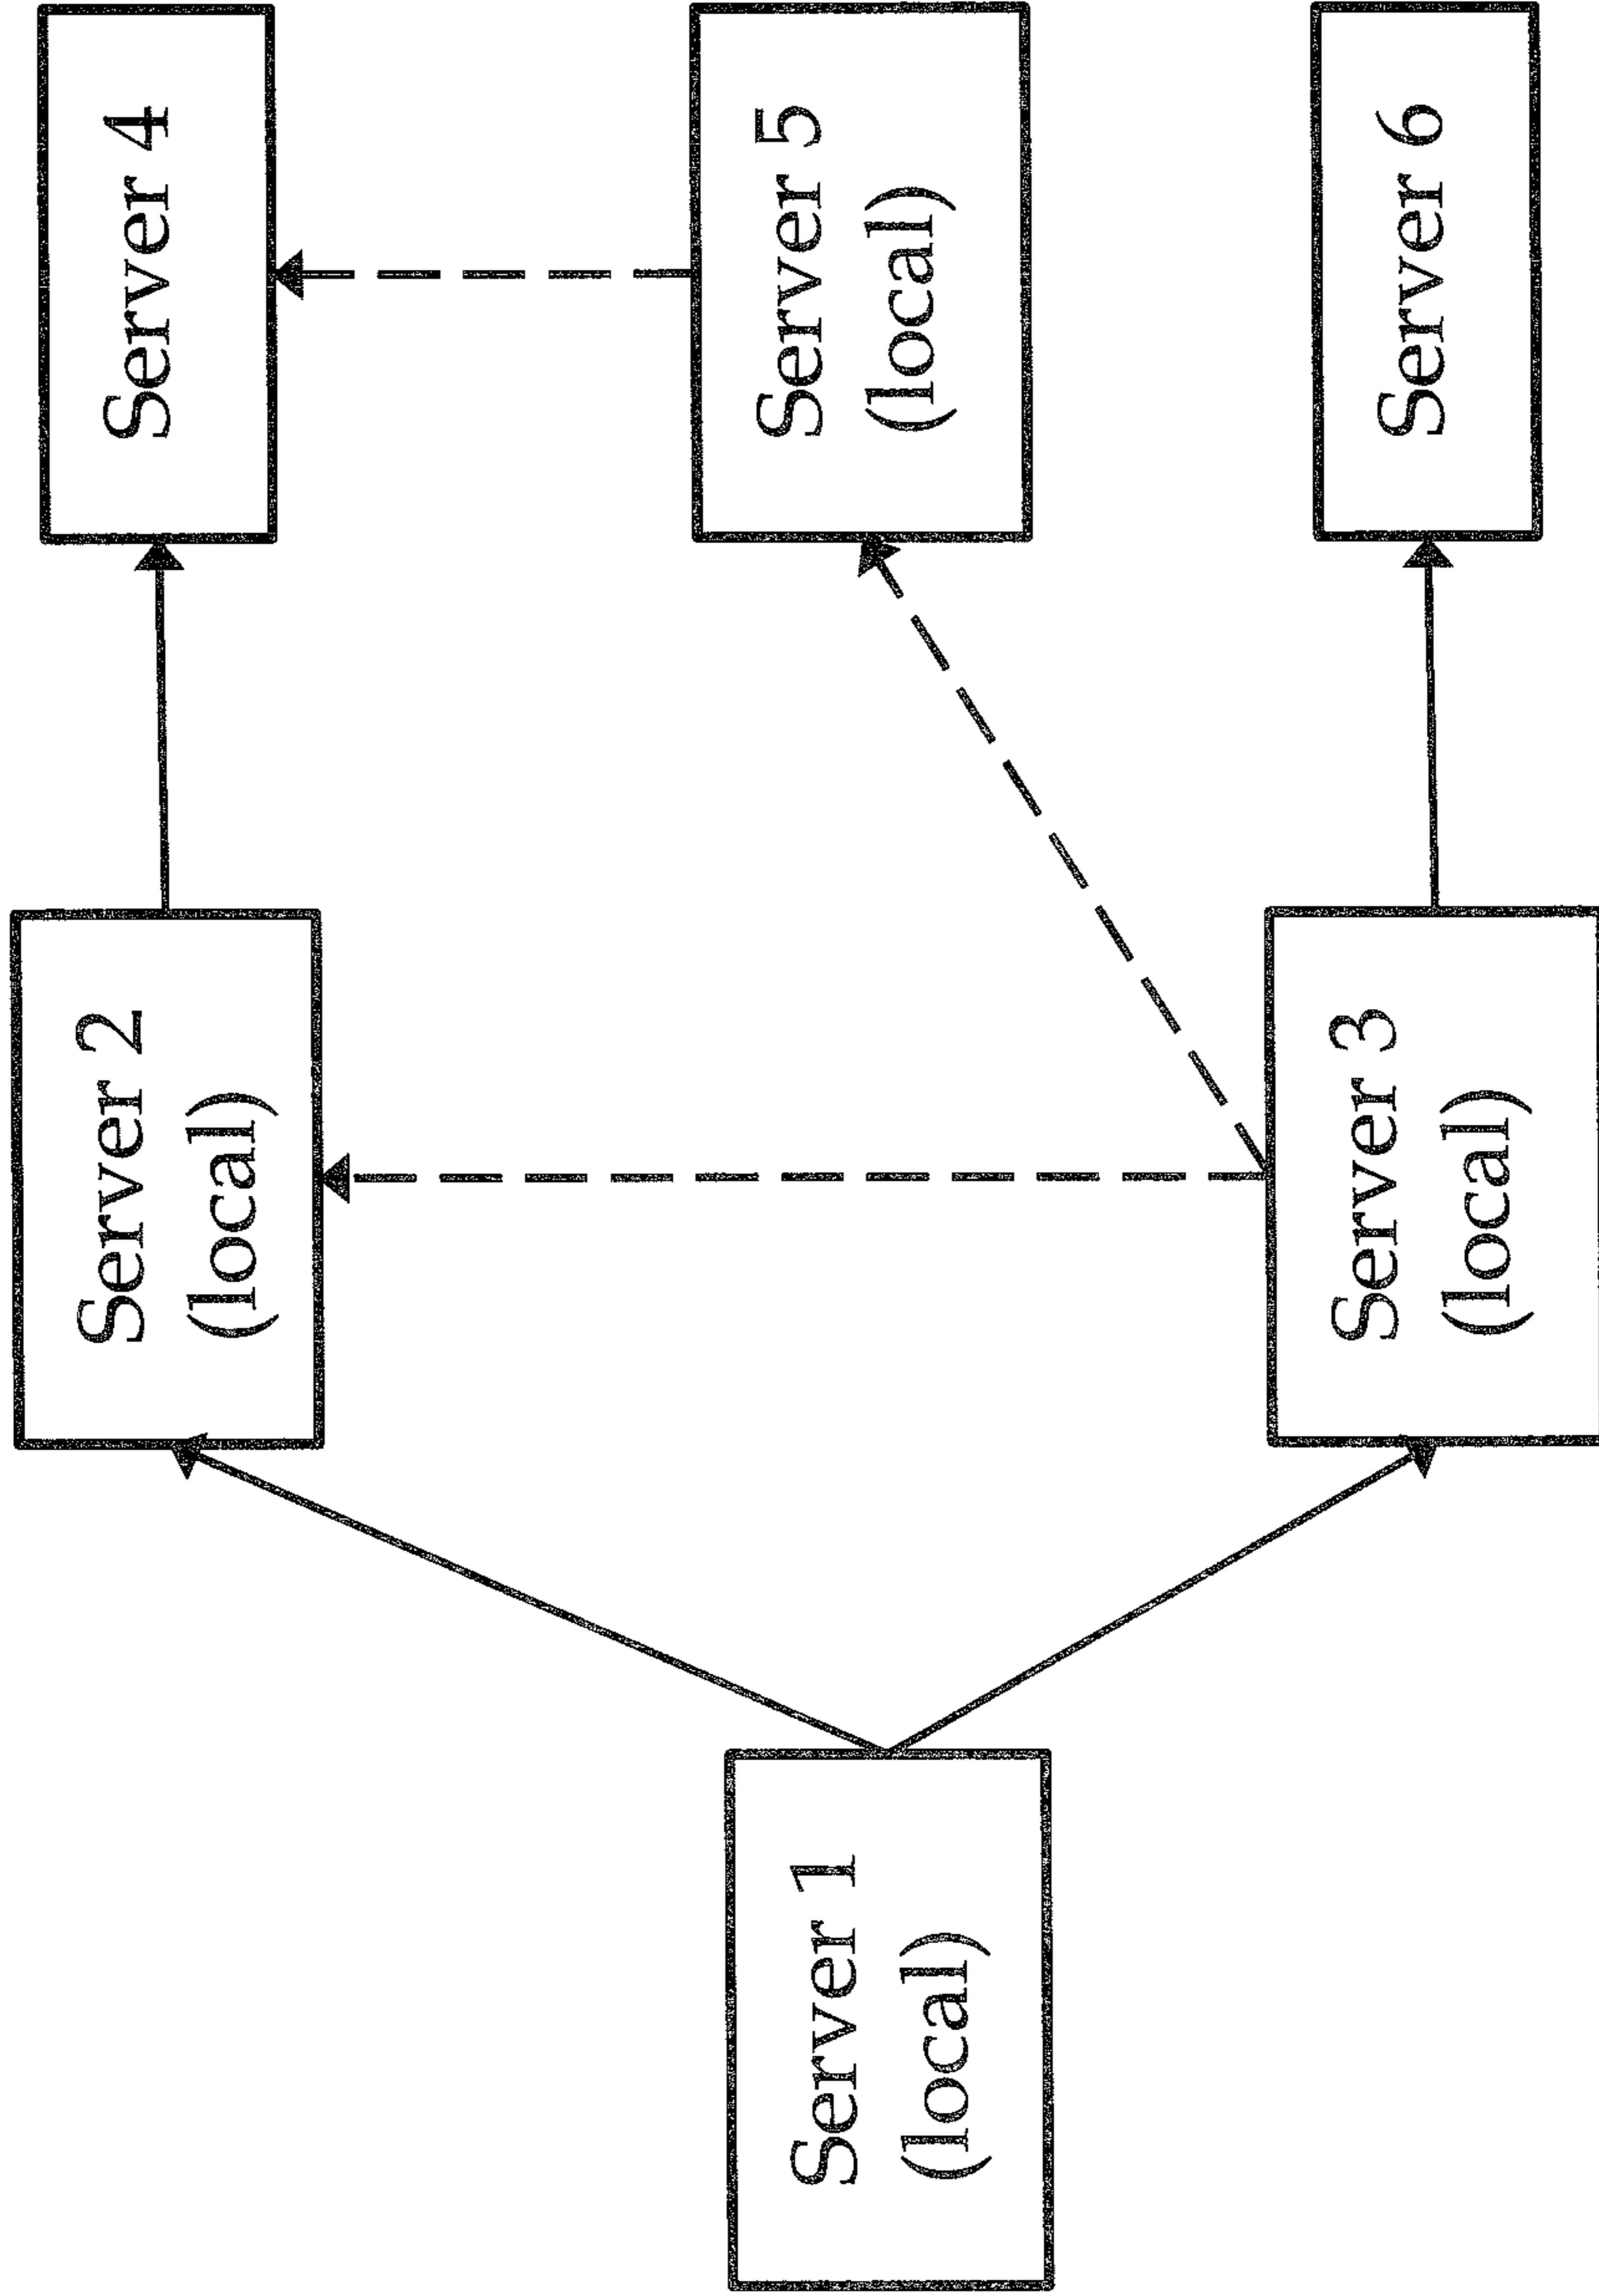 Server 1
(local)
Server 2
(local)
Server 3
(local)
Server 4
Server 5
(local)
Server 6